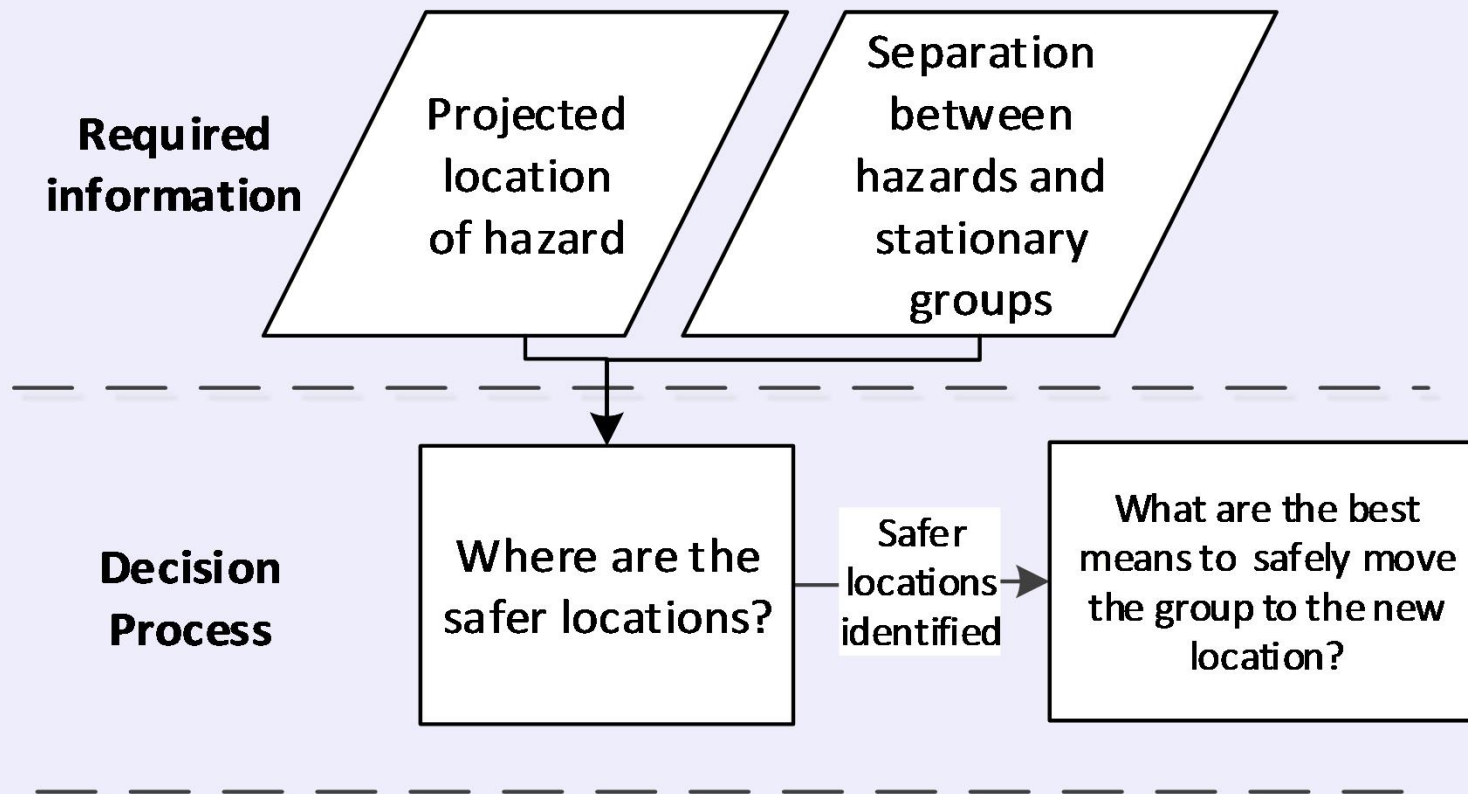 Required
information
Projected
location
of hazard
Separation
between
hazards and
stationary
groups
Decision
Process
Where are the
safer locations?
Safer
locations
identified
What are the best
means to safely move
the group to the new
location?